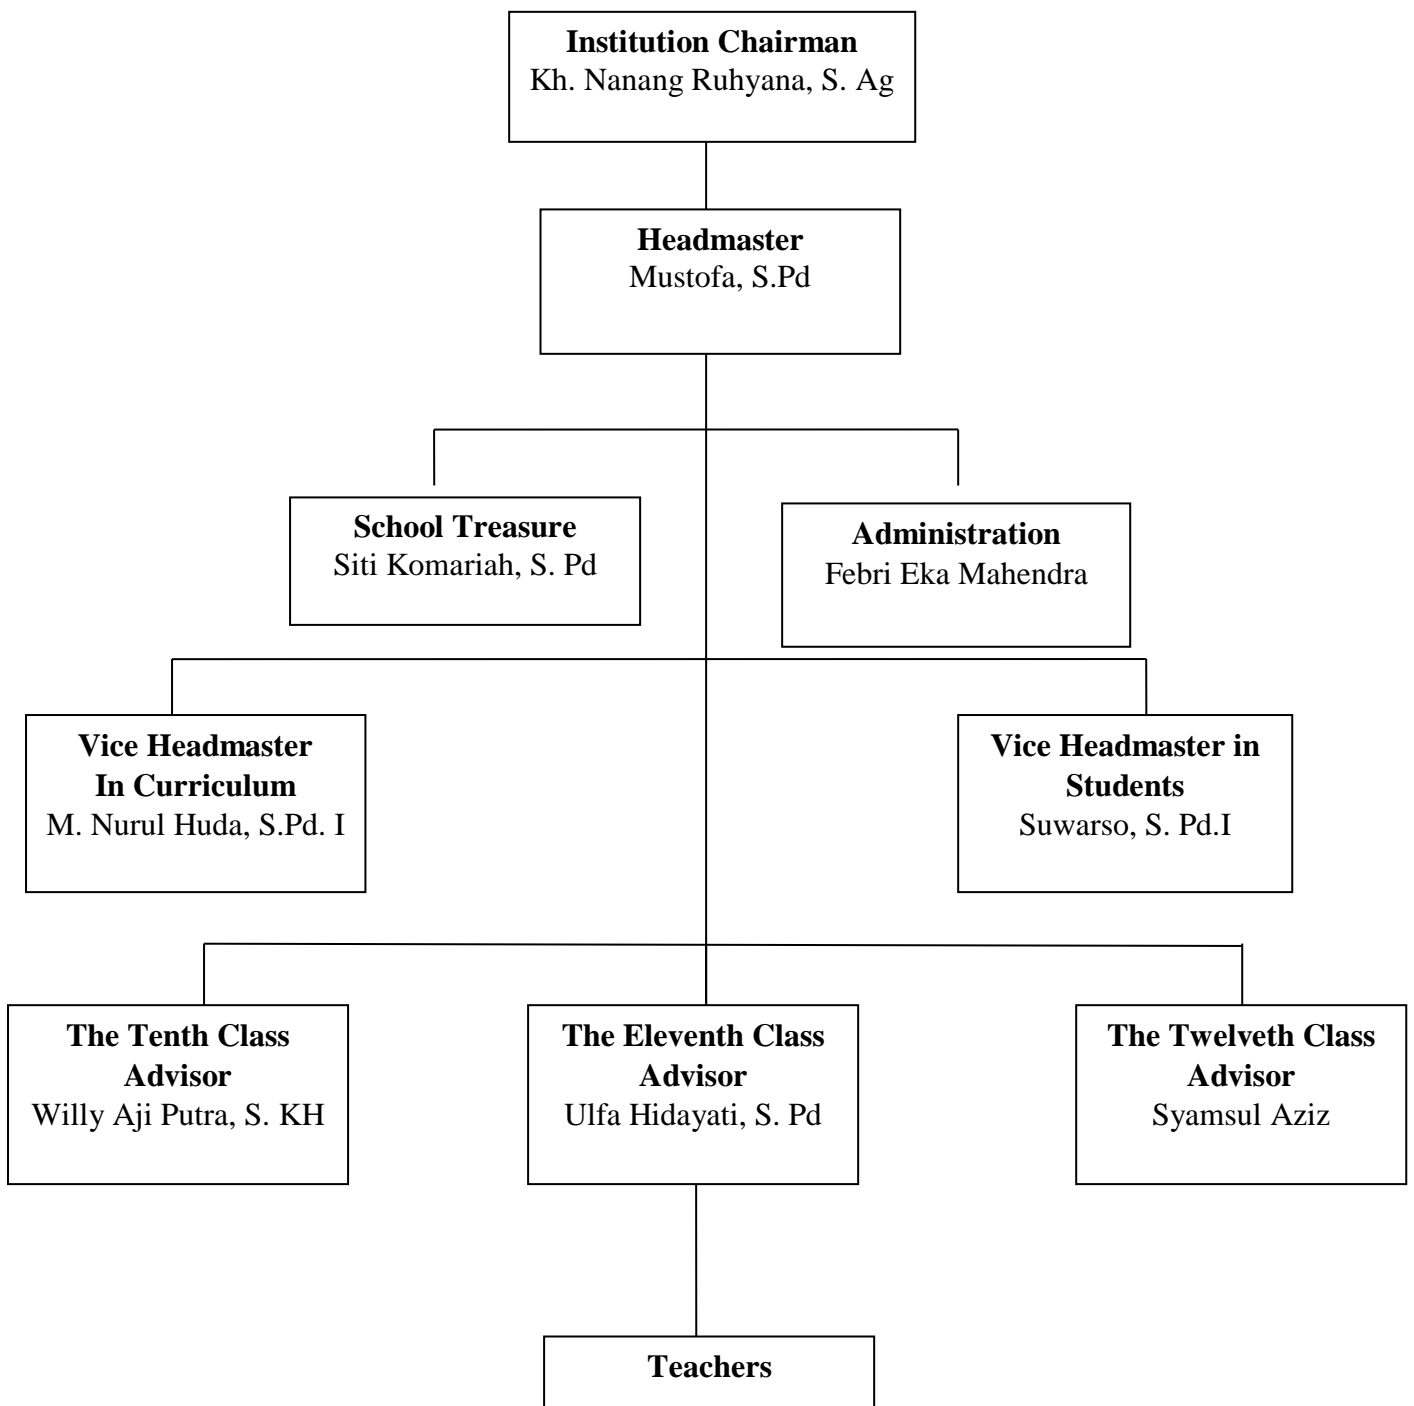 Institution Chairman
Kh. Nanang Ruhyana, S. Ag
Headmaster
Mustofa, S.Pd
School Treasure
Siti Komariah, S. Pd
Administration
Febri Eka Mahendra
Vice Headmaster
In Curriculum
M. Nurul Huda, S.Pd. I
Vice Headmaster in
Students
Suwarso, S. Pd.I
The Tenth Class
Advisor
Willy Aji Putra, S. KH
The Eleventh Class
Advisor
Ulfa Hidayati, S. Pd
The Twelveth Class
Advisor
Syamsul Aziz
Teachers